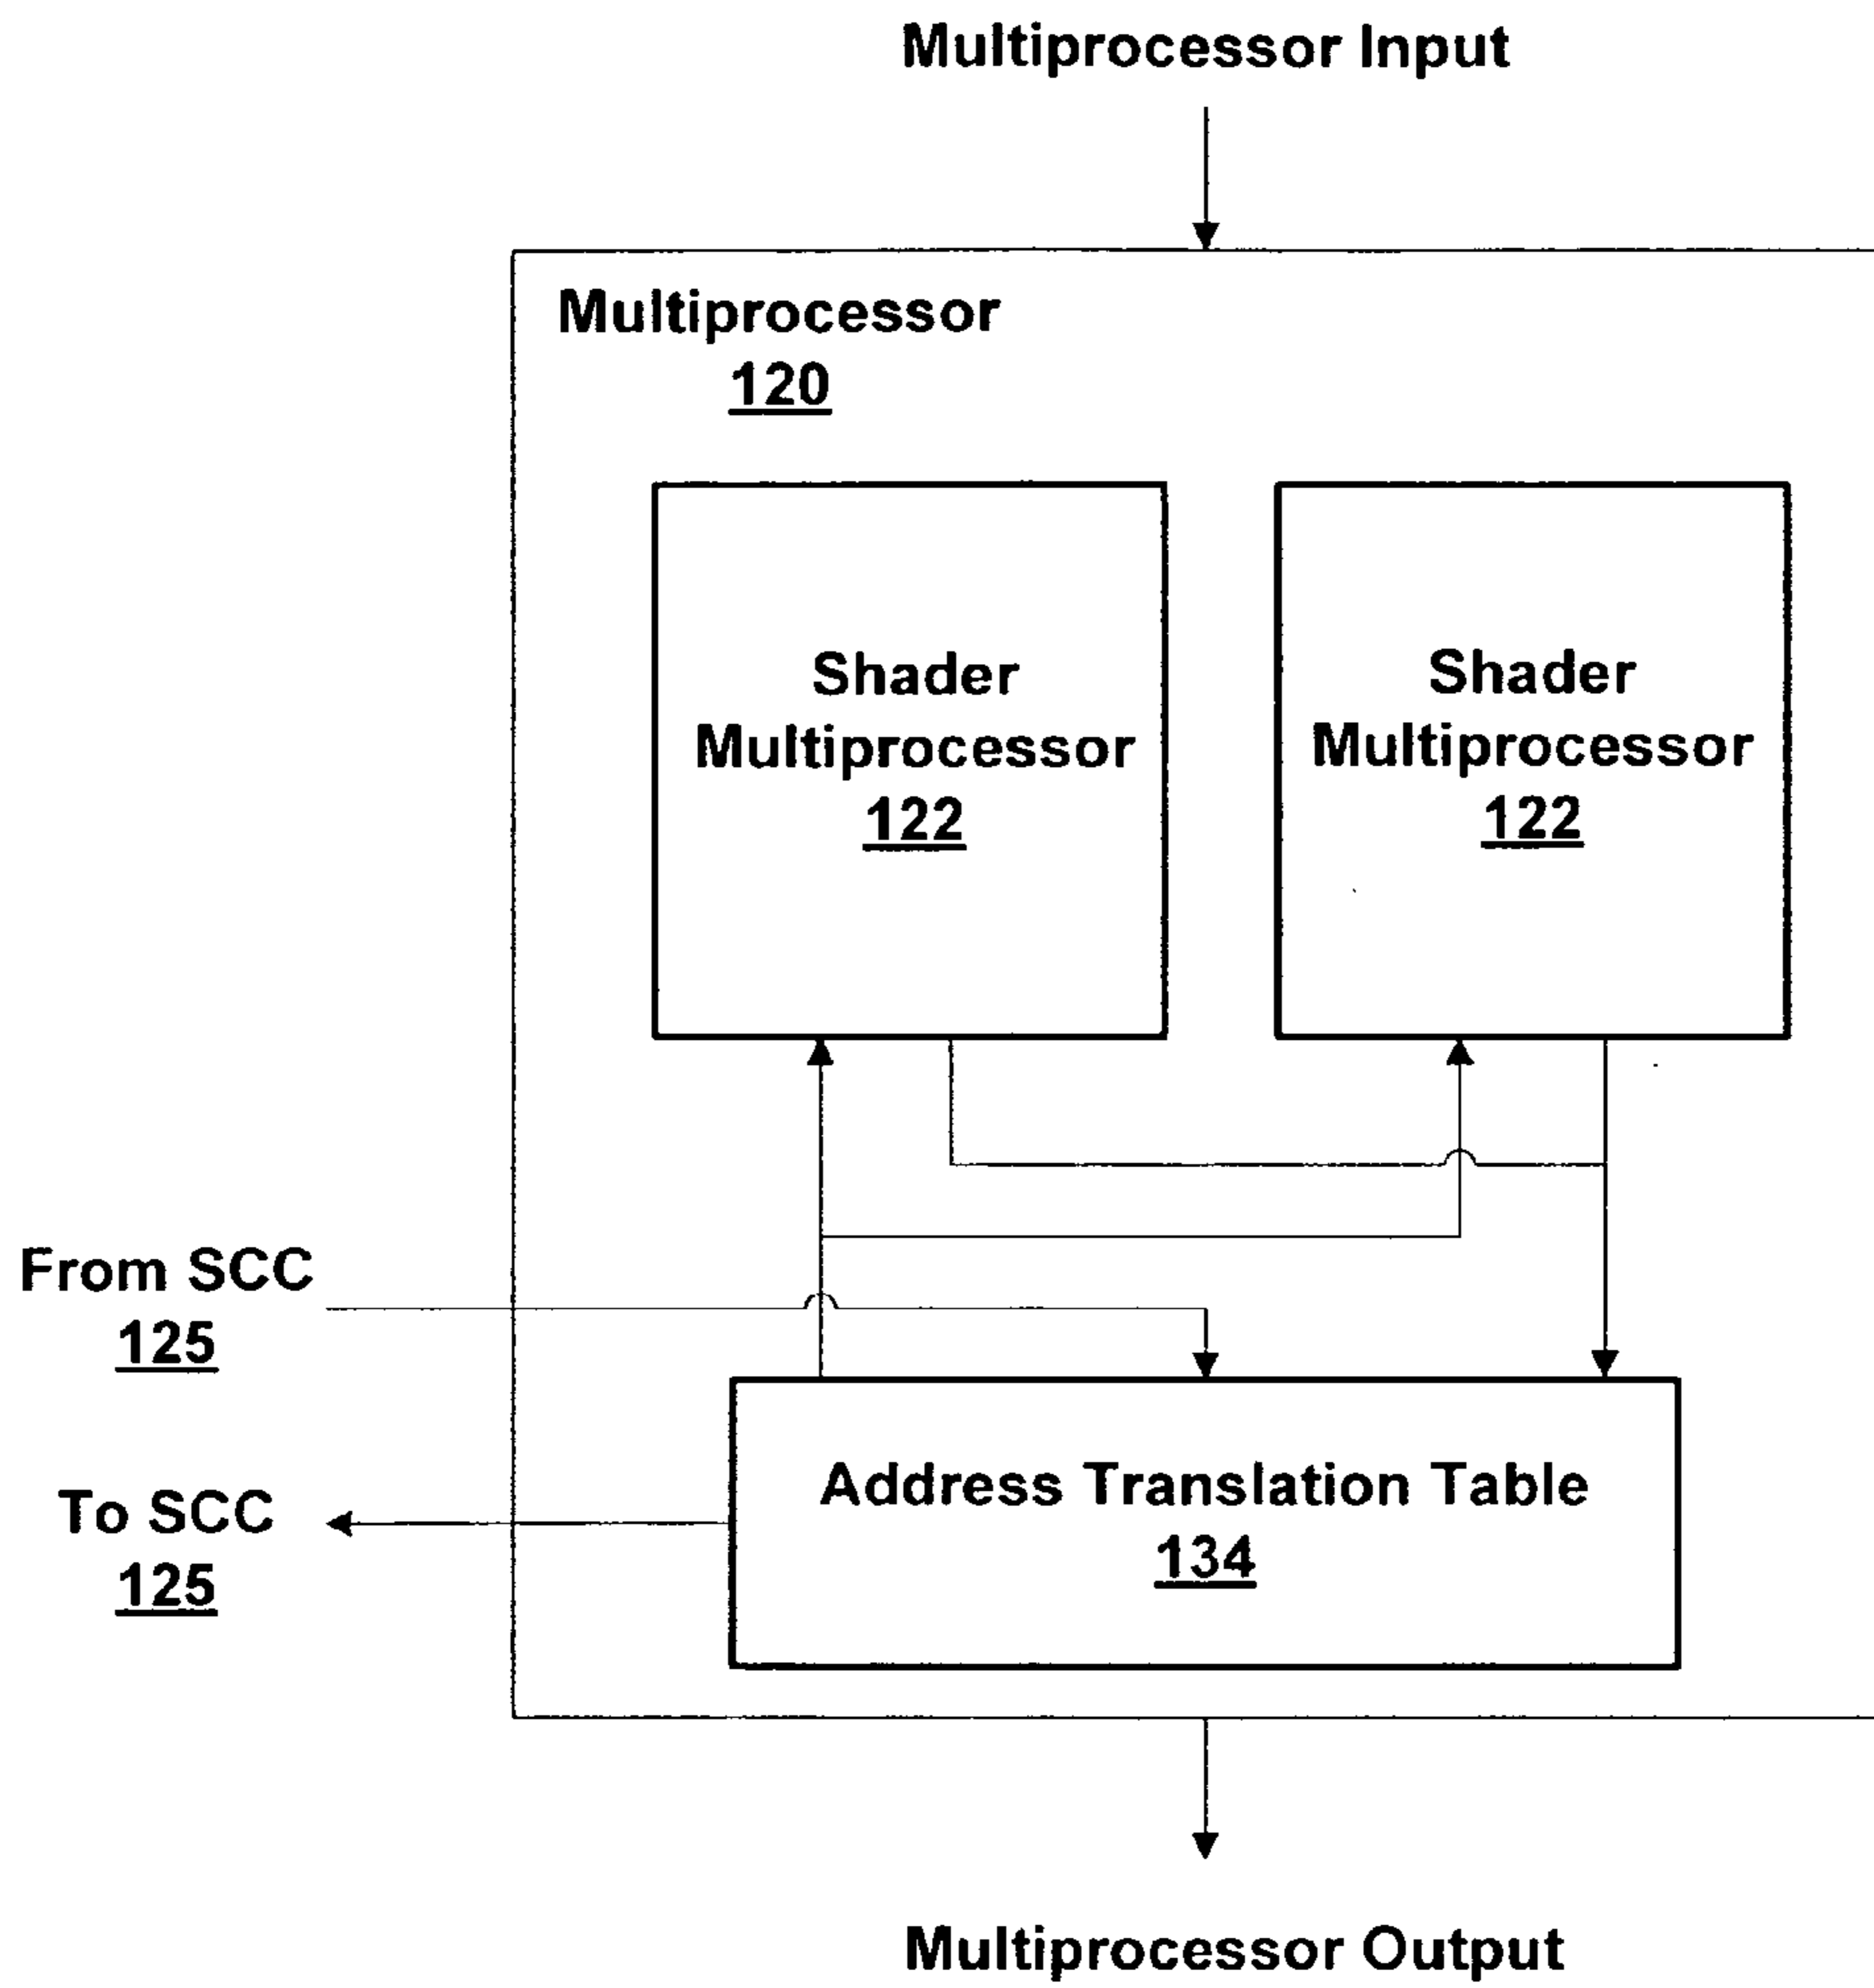 Multiprocessor Input
Multiprocessor
120
Shader
Multiprocessor
122
Shader
Multiprocessor
122
From SCC
125
To SCC
125
Address Translation Table
134
Multiprocessor Output